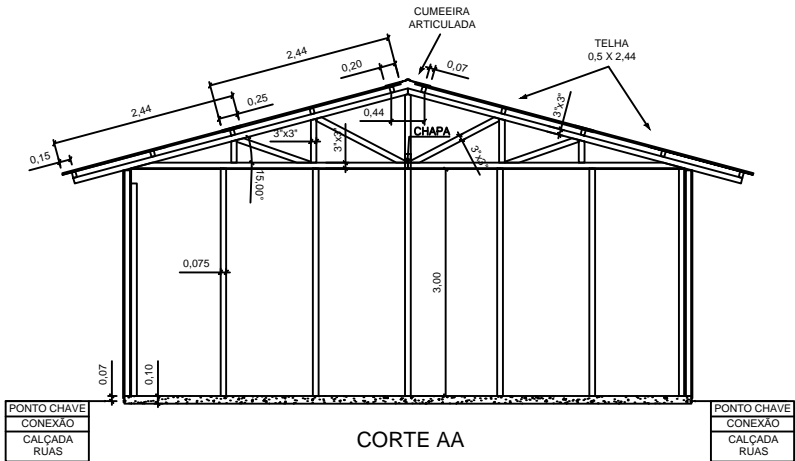 CUMEEIRA
ARTICULADA
2,44
0,20
0,07
TELHA
0,5 X 2,44
2,44
0,25
0,44
3"x3"
CHAPA
3"x3"
3"x3"
3"x3"
0,15
15,00°
0,075
3,00
0,07
0,10
PONTO CHAVE
CONEXÃO
CALÇADA
RUAS
CORTE AA
PONTO CHAVE
CONEXÃO
CALÇADA
RUAS